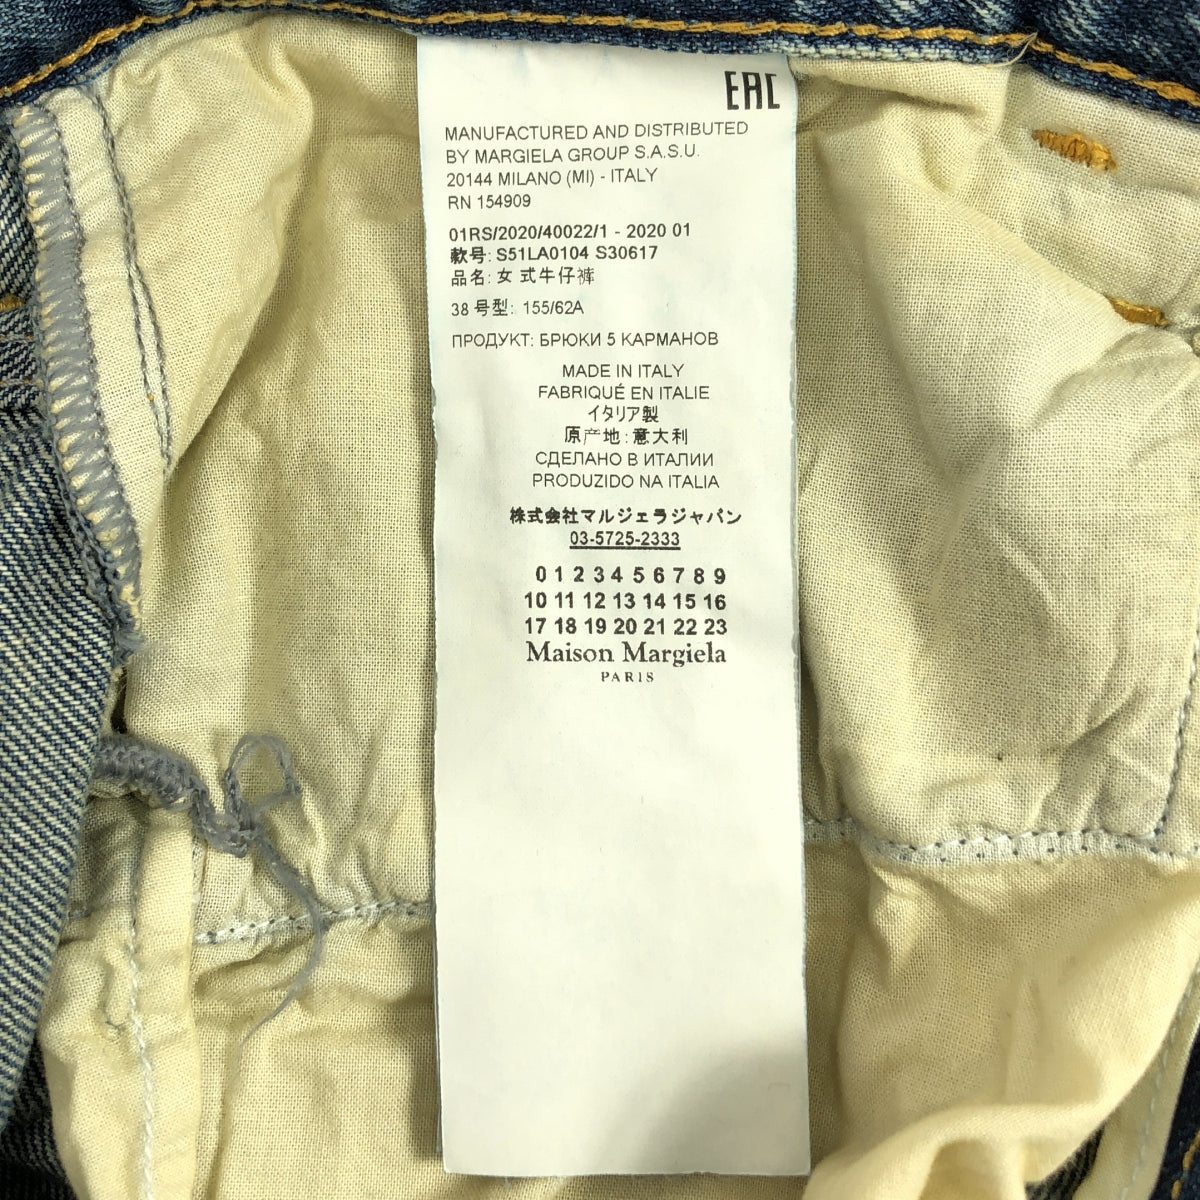 EAC
MANUFACTURED AND DISTRIBUTED
BY MARGIELA GROUP S.A.S.U.
20144 MILANO (MI) - ITALY
RN 154909
01RS/2020/40022/1 - 2020 01
款号: S51LA0104 S30617
品名: 女 式牛仔裤
38 号型: 155/62A
ПРОДУКТ: БРЮКИ 5 КАРМАНОВ
MADE IN ITALY
FABRIQUÉ EN ITALIE
イタリア製
原产地: 意大利
СДЕЛАНО В ИТАЛИИ
PRODUZIDO NA ITALIA
株式会社マルジェラジャパン
03-5725-2333
0 1 2 3 4 5 6 7 8 9
10 11 12 13 14 15 16
17 18 19 20 21 22 23
Maison Margiela
PARIS